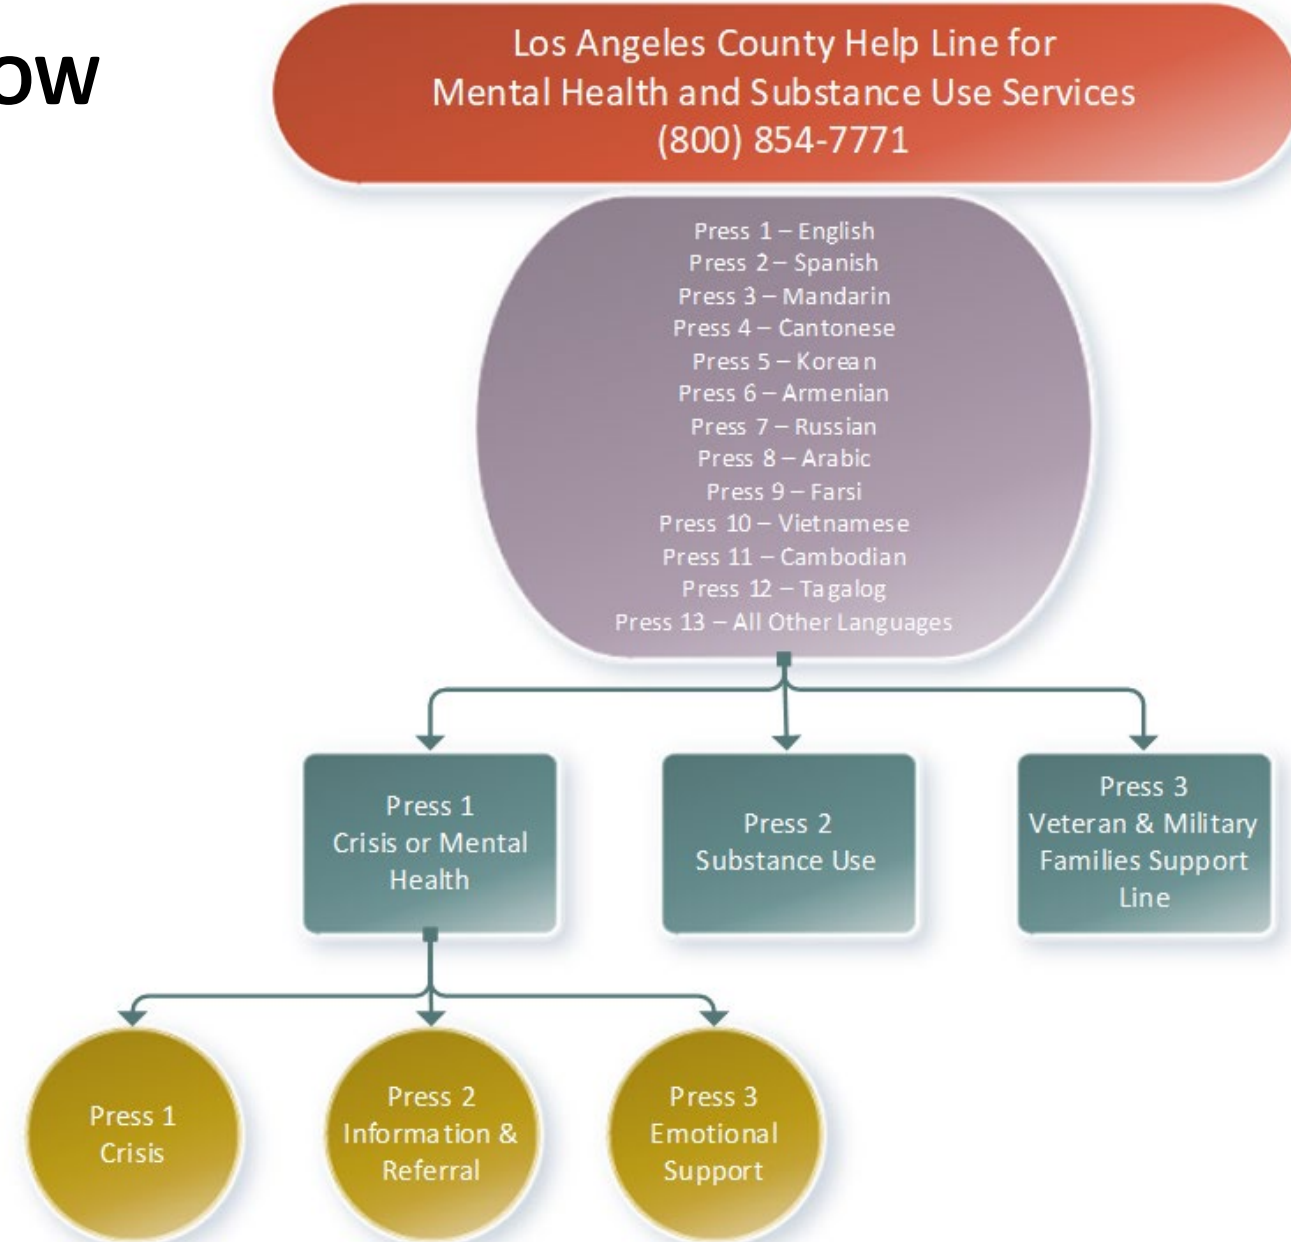 ow
Los Angeles County Help Line for
Mental Health and Substance Use Services
(800) 854-7771
Press 1 – English
Press 2 – Spanish
Press 3 – Mandarin
Press 4 – Cantonese
Press 5 – Korean
Press 6 – Armenian
Press 7 – Russian
Press 8 – Arabic
Press 9 – Farsi
Press 10 – Vietnamese
Press 11 – Cambodian
Press 12 – Tagalog
Press 13 – All Other Languages
Press 1
Crisis or Mental
Health
Press 2
Substance Use
Press 3
Veteran & Military
Families Support
Line
Press 1
Crisis
Press 2
Information &
Referral
Press 3
Emotional
Support